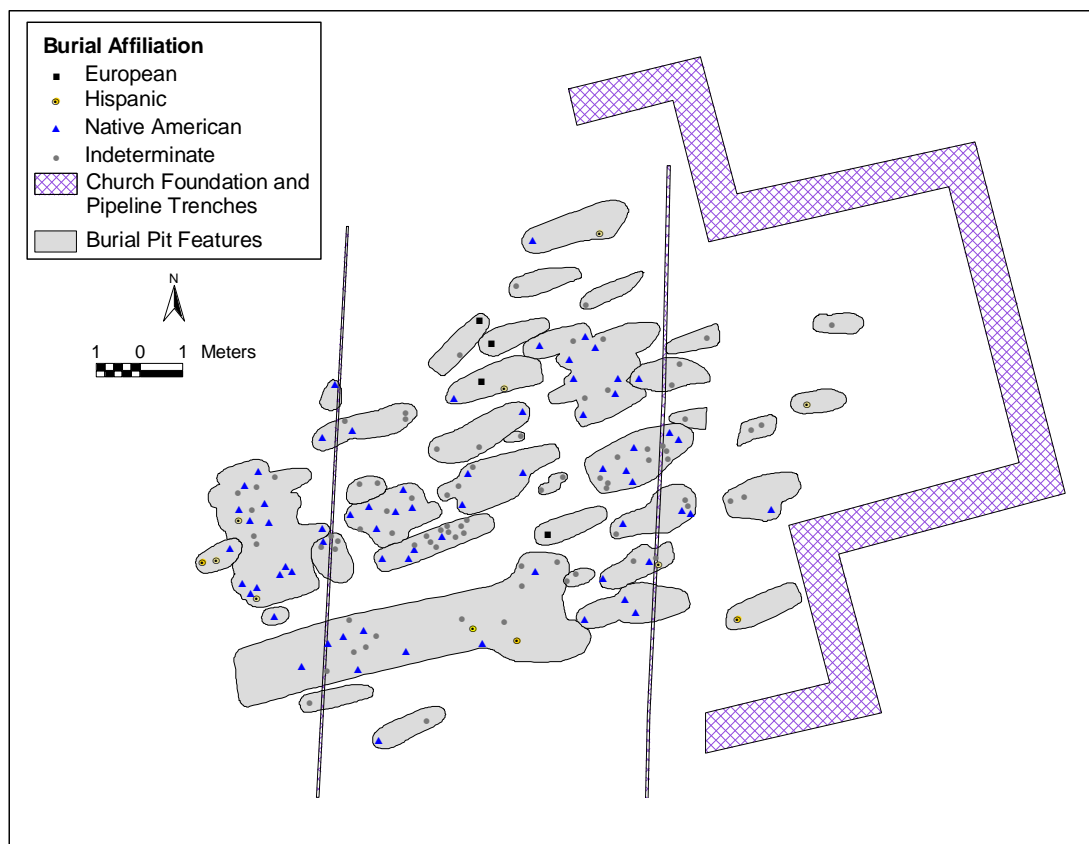 Burial Affiliation
European
Hispanic
Native American
Indeterminate
Church Foundation and
Pipeline Trenches
Burial Pit Features
N
1 0 1 Meters